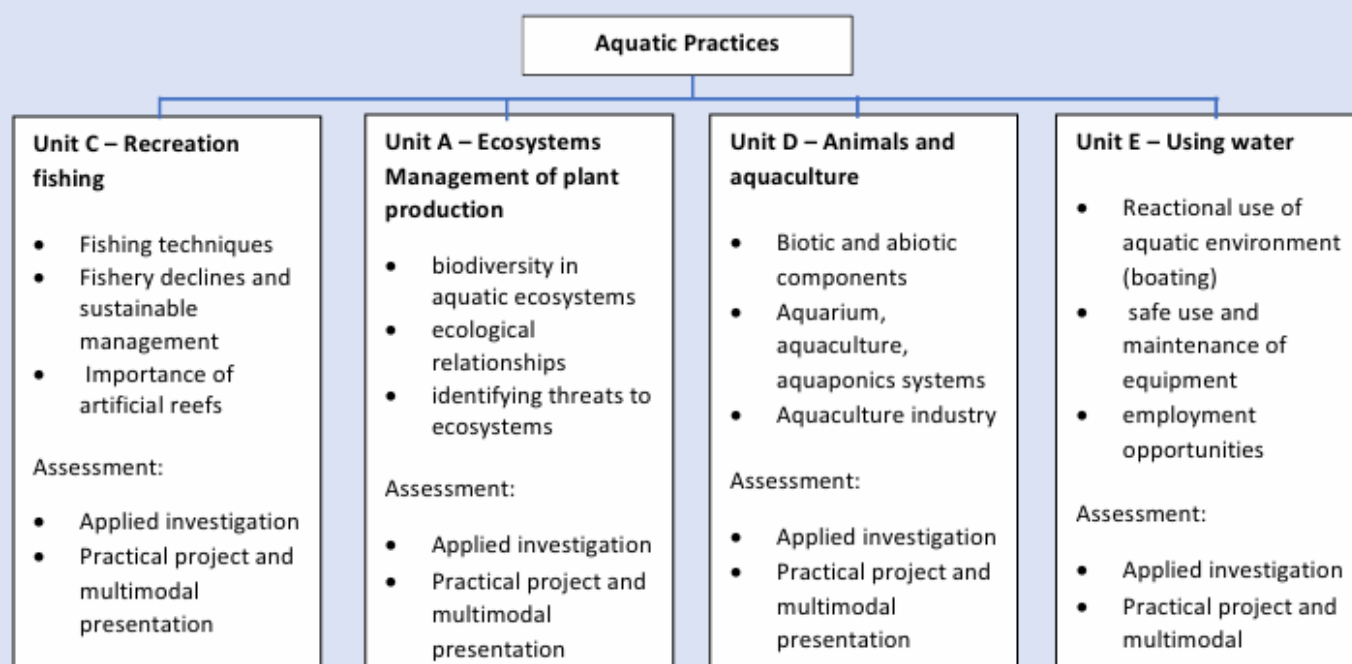 Aquatic Practices
Unit C – Recreation
fishing
• Fishing techniques
• Fishery declines and
sustainable
management
• Importance of
artificial reefs
Assessment:
• Applied investigation
• Practical project and
multimodal
presentation
Unit A – Ecosystems
Management of plant
production
• biodiversity in
aquatic ecosystems
• ecological
relationships
• identifying threats to
ecosystems
Assessment:
• Applied investigation
• Practical project and
multimodal
presentation
Unit D – Animals and
aquaculture
• Biotic and abiotic
components
• Aquarium,
aquaculture,
aquaponics systems
• Aquaculture industry
Assessment:
• Applied investigation
• Practical project and
multimodal
presentation
Unit E – Using water
• Reactional use of
aquatic environment
(boating)
• safe use and
maintenance of
equipment
• employment
opportunities
Assessment:
• Applied investigation
• Practical project and
multimodal